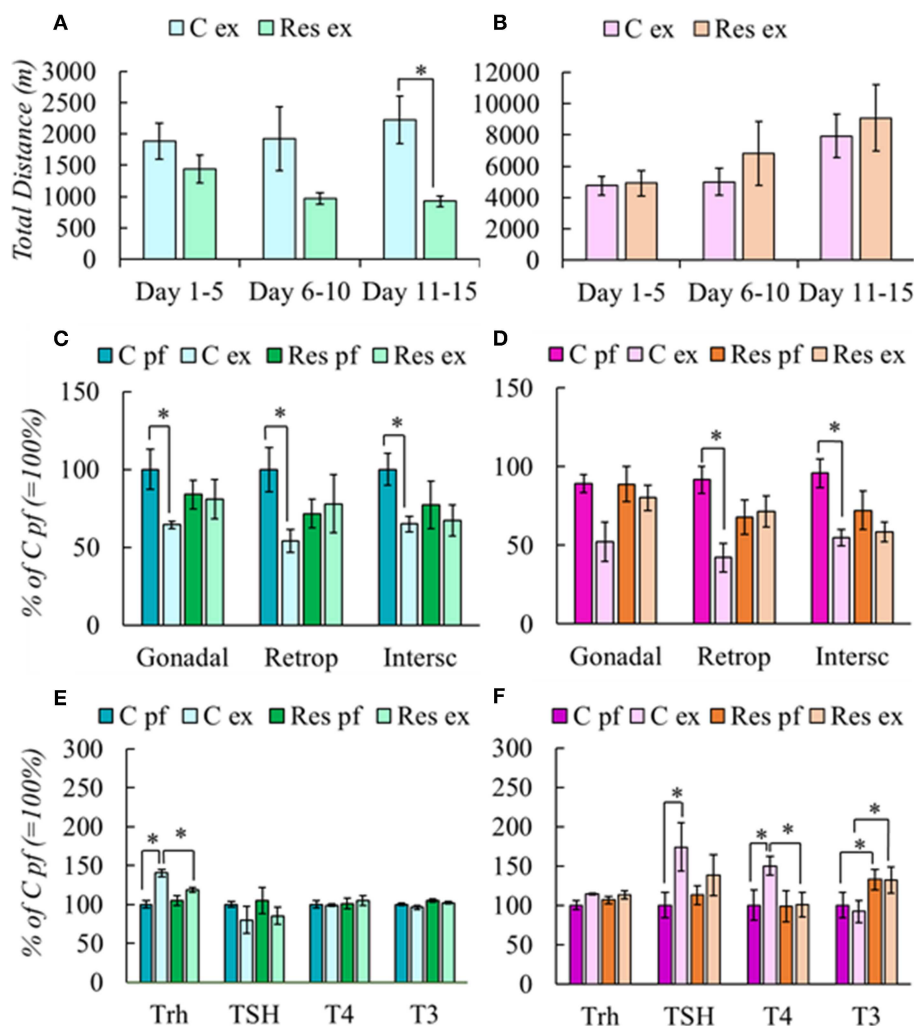 A
C ex Res ex
Total Distance (m)
3000
2500
2000
1500
1000
500
0
*
Day 1-5 Day 6-10 Day 11-15
B
C ex Res ex
12000
10000
8000
6000
4000
2000
0
Day 1-5 Day 6-10 Day 11-15
C
C pf C ex Res pf Res ex
% of C pf (=100%)
150
100
50
0
* * *
Gonadal Retrop Intersc
D
C pf C ex Res pf Res ex
150
100
50
0
* *
Gonadal Retrop Intersc
E
C pf C ex Res pf Res ex
% of C pf (=100%)
300
250
200
150
100
50
0
* *
Trh TSH T4 T3
F
C pf C ex Res pf Res ex
300
250
200
150
100
50
0
* * * * *
Trh TSH T4 T3